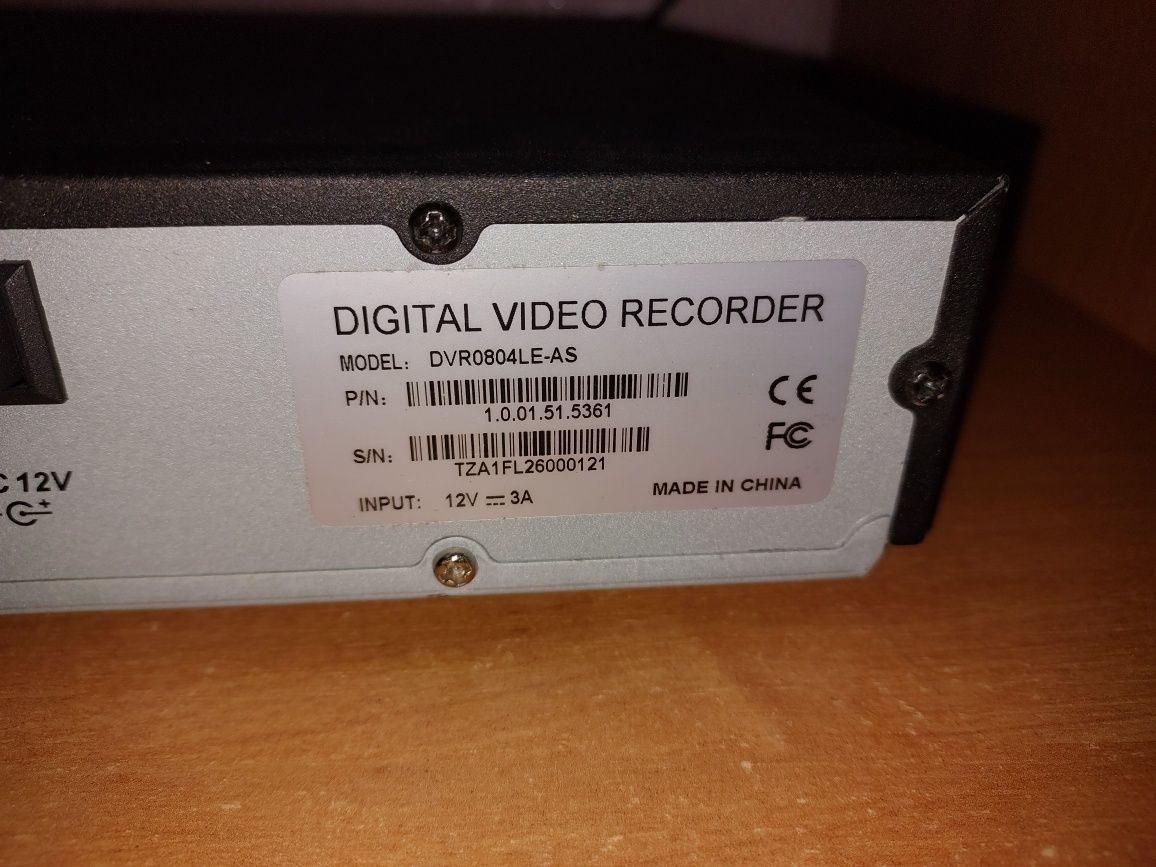 DIGITAL VIDEO RECORDER
MODEL: DVR0804LE-AS
P/N:
1.0.01.51.5361
S/N:
TZA1FL26000121
INPUT: 12V ⎓ 3A
CE
FC
MADE IN CHINA
C 12V